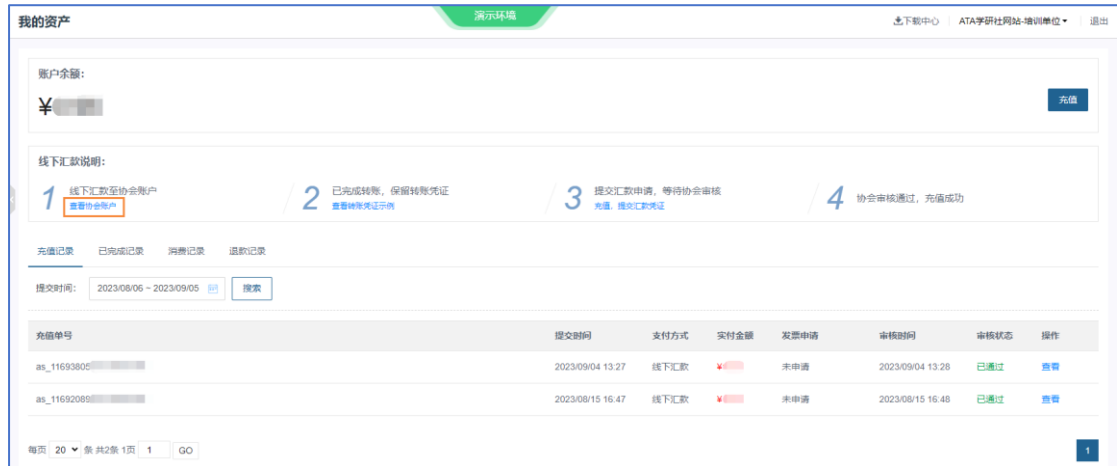 我的资产 演示环境 下载中心 ATA学研社网站-培训单位 退出
账户余额：
¥
充值
线下汇款说明：
1 线下汇款至协会账户
查看协会账户
2 已完成转账，保留转账凭证
查看转账凭证示例
3 提交汇款申请，等待协会审核
充值，提交汇款凭证
4 协会审核通过，充值成功
充值记录 已完成记录 消费记录 退款记录
提交时间： 2023/08/06 ~ 2023/09/05 搜索
充值单号 提交时间 支付方式 实付金额 发票申请 审核时间 审核状态 操作
as_11693805 2023/09/04 13:27 线下汇款 ¥ 未申请 2023/09/04 13:28 已通过 查看
as_11692089 2023/08/15 16:47 线下汇款 ¥ 未申请 2023/08/15 16:48 已通过 查看
每页 20 条 共2条 1页 1 GO 1